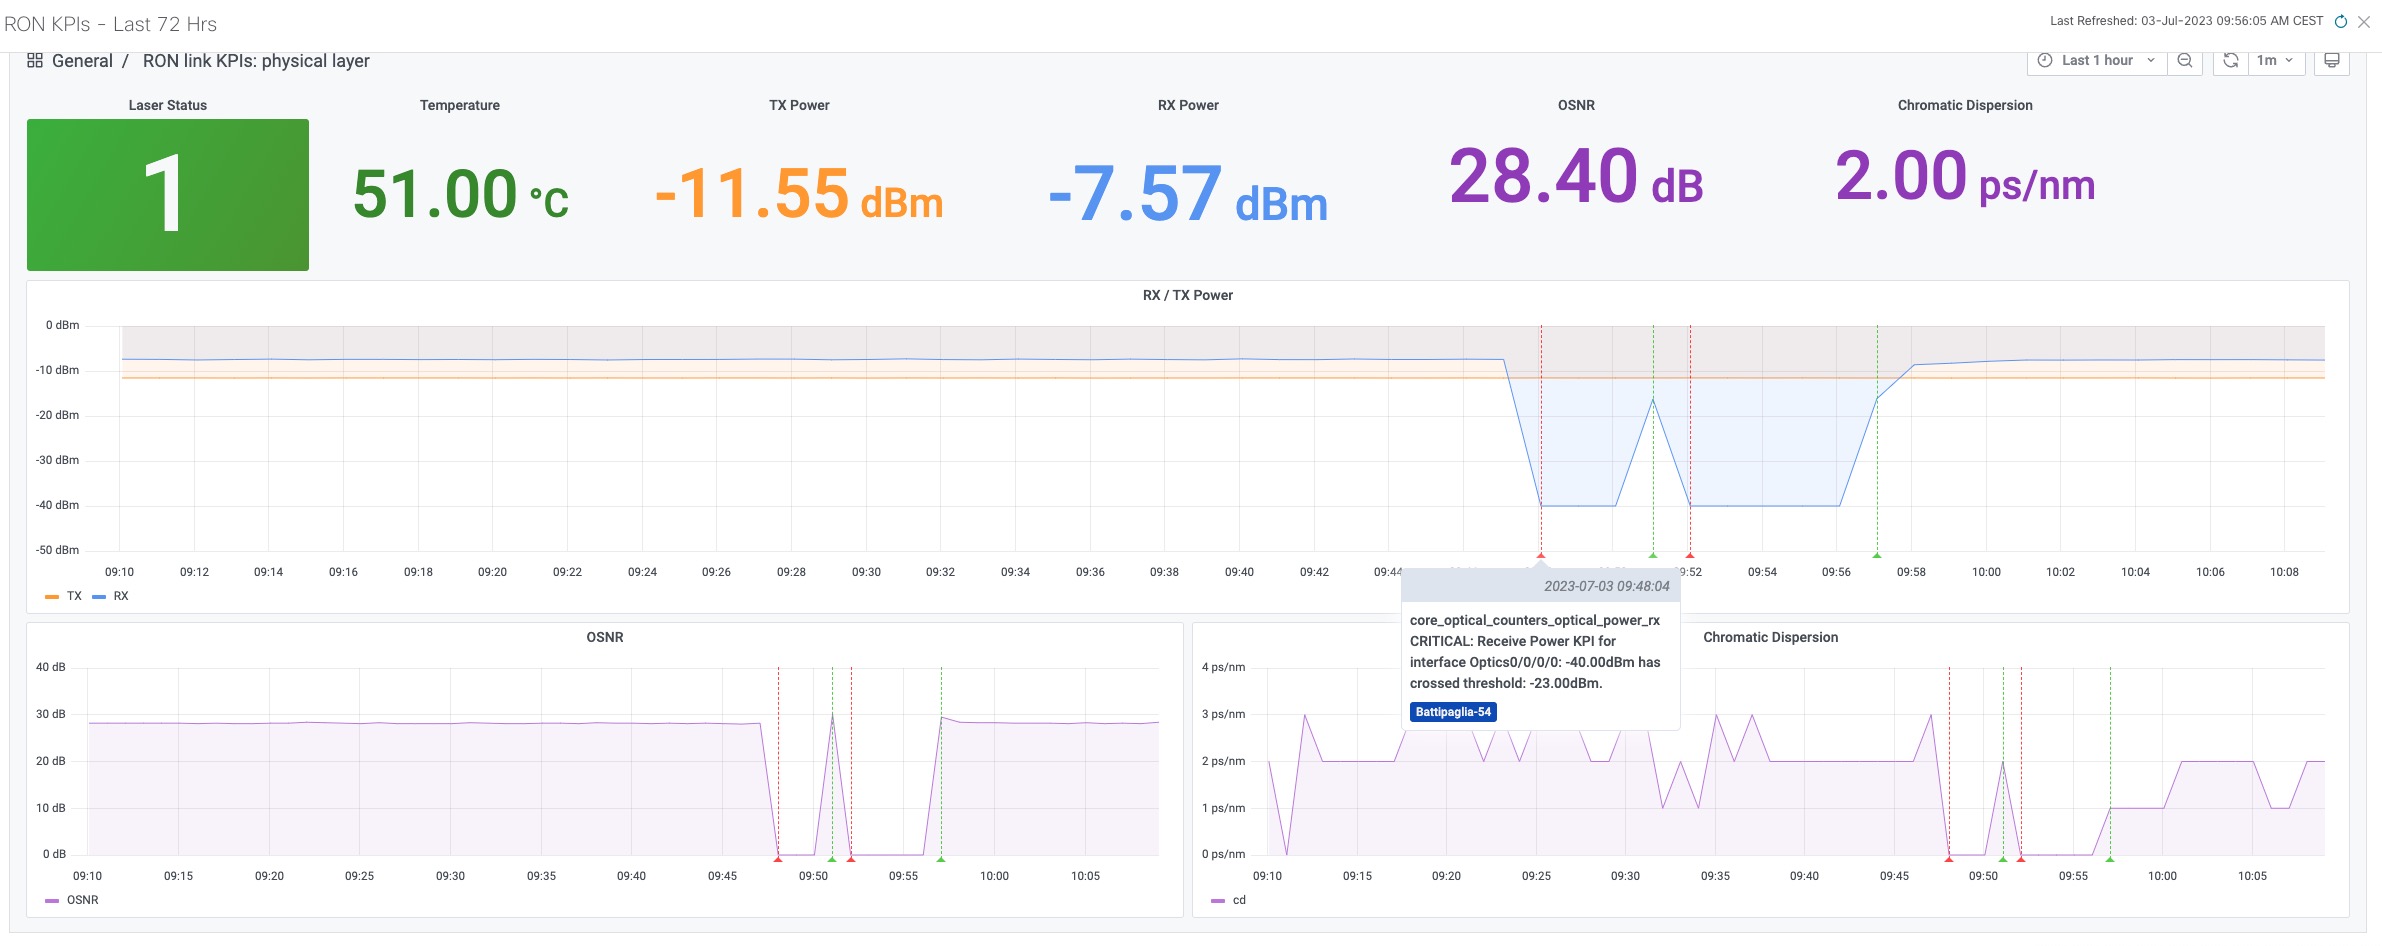 RON KPIs - Last 72 Hrs
Last Refreshed: 03-Jul-2023 09:56:05 AM CEST
General / RON link KPIs: physical layer
Last 1 hour
1m
Laser Status
Temperature
TX Power
RX Power
OSNR
Chromatic Dispersion
1
51.00 °C
-11.55 dBm
-7.57 dBm
28.40 dB
2.00 ps/nm
RX / TX Power
0 dBm
-10 dBm
-20 dBm
-30 dBm
-40 dBm
-50 dBm
09:10 09:12 09:14 09:16 09:18 09:20 09:22 09:24 09:26 09:28 09:30 09:32 09:34 09:36 09:38 09:40 09:42 09:44 09:52 09:54 09:56 09:58 10:00 10:02 10:04 10:06 10:08
TX RX
2023-07-03 09:48:04
core_optical_counters_optical_power_rx
CRITICAL: Receive Power KPI for
interface Optics0/0/0/0: -40.00dBm has
crossed threshold: -23.00dBm.
Battipaglia-54
OSNR
40 dB
30 dB
20 dB
10 dB
0 dB
09:10 09:15 09:20 09:25 09:30 09:35 09:40 09:45 09:50 09:55 10:00 10:05
OSNR
Chromatic Dispersion
4 ps/nm
3 ps/nm
2 ps/nm
1 ps/nm
0 ps/nm
09:10 09:15 09:20 09:25 09:30 09:35 09:40 09:45 09:50 09:55 10:00 10:05
cd